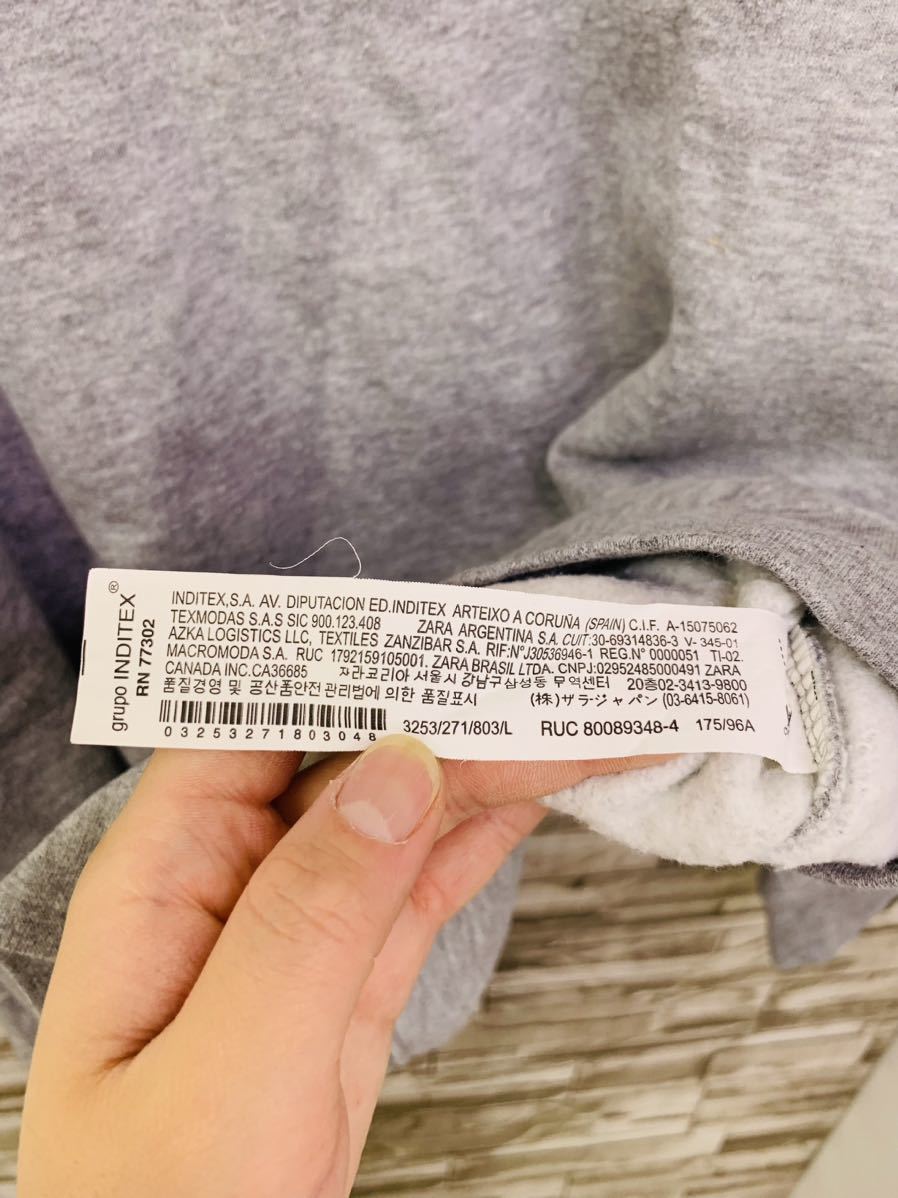 grupo INDITEX®
RN 77302
INDITEX,S.A. AV. DIPUTACION ED.INDITEX ARTEIXO A CORUÑA (SPAIN) C.I.F. A-15075062
TEXMODAS S.A.S SIC 900.123.408 ZARA ARGENTINA S.A. CUIT:30-69314836-3 V-345-01
AZKA LOGISTICS LLC, TEXTILES ZANZIBAR S.A. RIF:Nº J30536946-1 REG.Nº 0000051 TI-02.
MACROMODA S.A. RUC 1792159105001. ZARA BRASIL LTDA. CNPJ:02952485000491 ZARA
CANADA INC.CA36685 자라코리아 서울시 강남구삼성동 무역센터 20층02-3413-9800
품질경영 및 공산품안전관리법에 의한 품질표시 (株)ザラジャパン (03-6415-8061)
03253271803048 3253/271/803/L RUC 80089348-4 175/96A